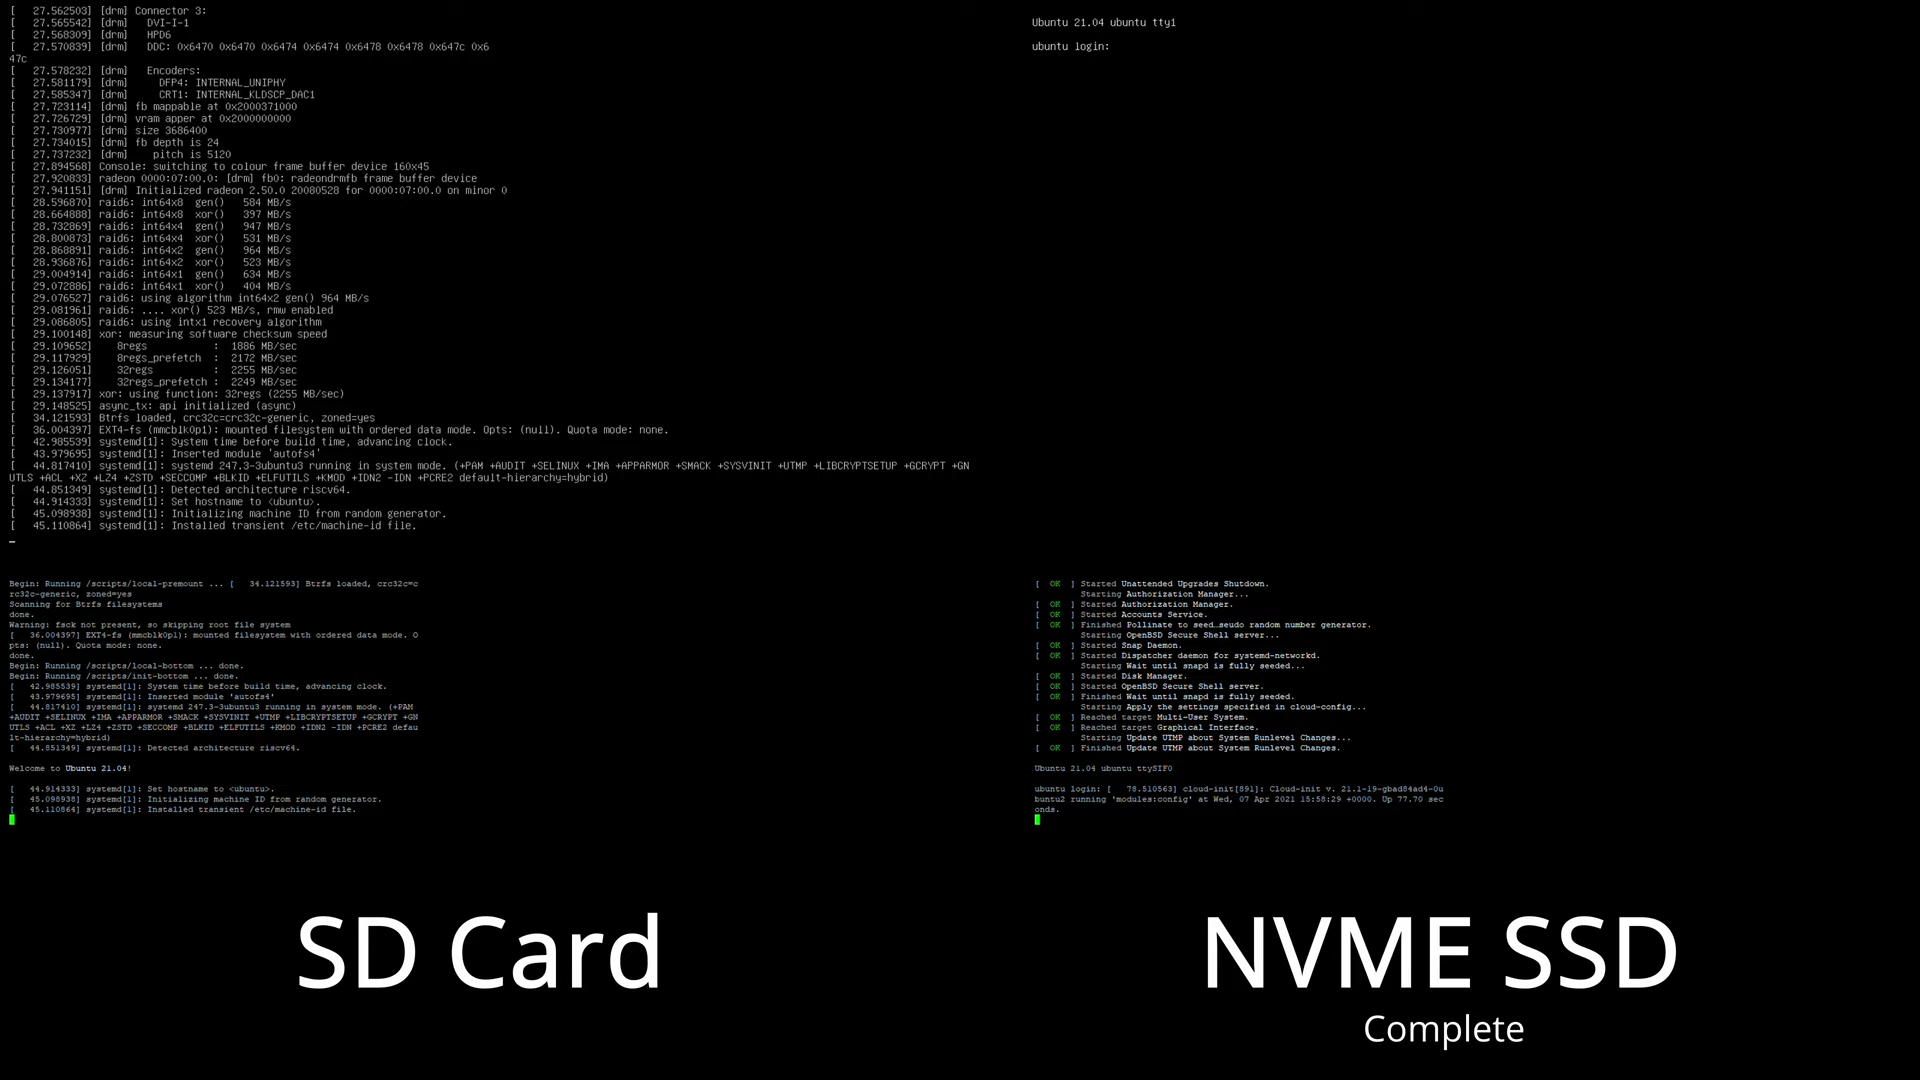 [   27.562503] [drm] Connector 3:
[   27.565542] [drm]   DVI-I-1
[   27.568309] [drm]   HPD6
[   27.570839] [drm]   DDC: 0x6470 0x6470 0x6474 0x6474 0x6478 0x6478 0x647c 0x6
47c
[   27.578232] [drm]   Encoders:
[   27.581179] [drm]     DFP4: INTERNAL_UNIPHY
[   27.585347] [drm]     CRT1: INTERNAL_KLDSCP_DAC1
[   27.723114] [drm] fb mappable at 0x2000371000
[   27.726729] [drm] vram apper at 0x2000000000
[   27.730977] [drm] size 3686400
[   27.734015] [drm] fb depth is 24
[   27.737232] [drm]    pitch is 5120
[   27.894568] Console: switching to colour frame buffer device 160x45
[   27.920833] radeon 0000:07:00.0: [drm] fb0: radeondrmfb frame buffer device
[   27.941151] [drm] Initialized radeon 2.50.0 20080528 for 0000:07:00.0 on minor 0
[   28.596870] raid6: int64x8  gen()   584 MB/s
[   28.664888] raid6: int64x8  xor()   397 MB/s
[   28.732869] raid6: int64x4  gen()   947 MB/s
[   28.800873] raid6: int64x4  xor()   531 MB/s
[   28.868891] raid6: int64x2  gen()   964 MB/s
[   28.936876] raid6: int64x2  xor()   523 MB/s
[   29.004914] raid6: int64x1  gen()   634 MB/s
[   29.072886] raid6: int64x1  xor()   404 MB/s
[   29.076527] raid6: using algorithm int64x2 gen() 964 MB/s
[   29.081961] raid6: .... xor() 523 MB/s, rmw enabled
[   29.086805] raid6: using intx1 recovery algorithm
[   29.100148] xor: measuring software checksum speed
[   29.109652]    8regs           :  1886 MB/sec
[   29.117929]    8regs_prefetch  :  2172 MB/sec
[   29.126051]    32regs          :  2255 MB/sec
[   29.134177]    32regs_prefetch :  2249 MB/sec
[   29.137917] xor: using function: 32regs (2255 MB/sec)
[   29.148525] async_tx: api initialized (async)
[   34.121593] Btrfs loaded, crc32c=crc32c-generic, zoned=yes
[   36.004397] EXT4-fs (mmcblk0p1): mounted filesystem with ordered data mode. Opts: (null). Quota mode: none.
[   42.985539] systemd[1]: System time before build time, advancing clock.
[   43.979695] systemd[1]: Inserted module 'autofs4'
[   44.817410] systemd[1]: systemd 247.3-3ubuntu3 running in system mode. (+PAM +AUDIT +SELINUX +IMA +APPARMOR +SMACK +SYSVINIT +UTMP +LIBCRYPTSETUP +GCRYPT +GN
UTLS +ACL +XZ +LZ4 +ZSTD +SECCOMP +BLKID +ELFUTILS +KMOD +IDN2 -IDN +PCRE2 default-hierarchy=hybrid)
[   44.851349] systemd[1]: Detected architecture riscv64.
[   44.914333] systemd[1]: Set hostname to <ubuntu>.
[   45.098938] systemd[1]: Initializing machine ID from random generator.
[   45.110864] systemd[1]: Installed transient /etc/machine-id file.
_
Ubuntu 21.04 ubuntu tty1
ubuntu login:
Begin: Running /scripts/local-premount ... [   34.121593] Btrfs loaded, crc32c=c
rc32c-generic, zoned=yes
Scanning for Btrfs filesystems
done.
Warning: fsck not present, so skipping root file system
[   36.004397] EXT4-fs (mmcblk0p1): mounted filesystem with ordered data mode. O
pts: (null). Quota mode: none.
done.
Begin: Running /scripts/local-bottom ... done.
Begin: Running /scripts/init-bottom ... done.
[   42.985539] systemd[1]: System time before build time, advancing clock.
[   43.979695] systemd[1]: Inserted module 'autofs4'
[   44.817410] systemd[1]: systemd 247.3-3ubuntu3 running in system mode. (+PAM
+AUDIT +SELINUX +IMA +APPARMOR +SMACK +SYSVINIT +UTMP +LIBCRYPTSETUP +GCRYPT +GN
UTLS +ACL +XZ +LZ4 +ZSTD +SECCOMP +BLKID +ELFUTILS +KMOD +IDN2 -IDN +PCRE2 defau
lt-hierarchy=hybrid)
[   44.851349] systemd[1]: Detected architecture riscv64.
Welcome to Ubuntu 21.04!
[   44.914333] systemd[1]: Set hostname to <ubuntu>.
[   45.098938] systemd[1]: Initializing machine ID from random generator.
[   45.110864] systemd[1]: Installed transient /etc/machine-id file.
[  OK  ] Started Unattended Upgrades Shutdown.
Starting Authorization Manager...
[  OK  ] Started Authorization Manager.
[  OK  ] Started Accounts Service.
[  OK  ] Finished Pollinate to seed…seudo random number generator.
Starting OpenBSD Secure Shell server...
[  OK  ] Started Snap Daemon.
[  OK  ] Started Dispatcher daemon for systemd-networkd.
Starting Wait until snapd is fully seeded...
[  OK  ] Started Disk Manager.
[  OK  ] Started OpenBSD Secure Shell server.
[  OK  ] Finished Wait until snapd is fully seeded.
Starting Apply the settings specified in cloud-config...
[  OK  ] Reached target Multi-User System.
[  OK  ] Reached target Graphical Interface.
Starting Update UTMP about System Runlevel Changes...
[  OK  ] Finished Update UTMP about System Runlevel Changes.
Ubuntu 21.04 ubuntu ttySIF0
ubuntu login: [   78.510563] cloud-init[891]: Cloud-init v. 21.1-19-gbad84ad4-0u
buntu2 running 'modules:config' at Wed, 07 Apr 2021 15:58:29 +0000. Up 77.70 sec
onds.
SD Card
NVME SSD
Complete